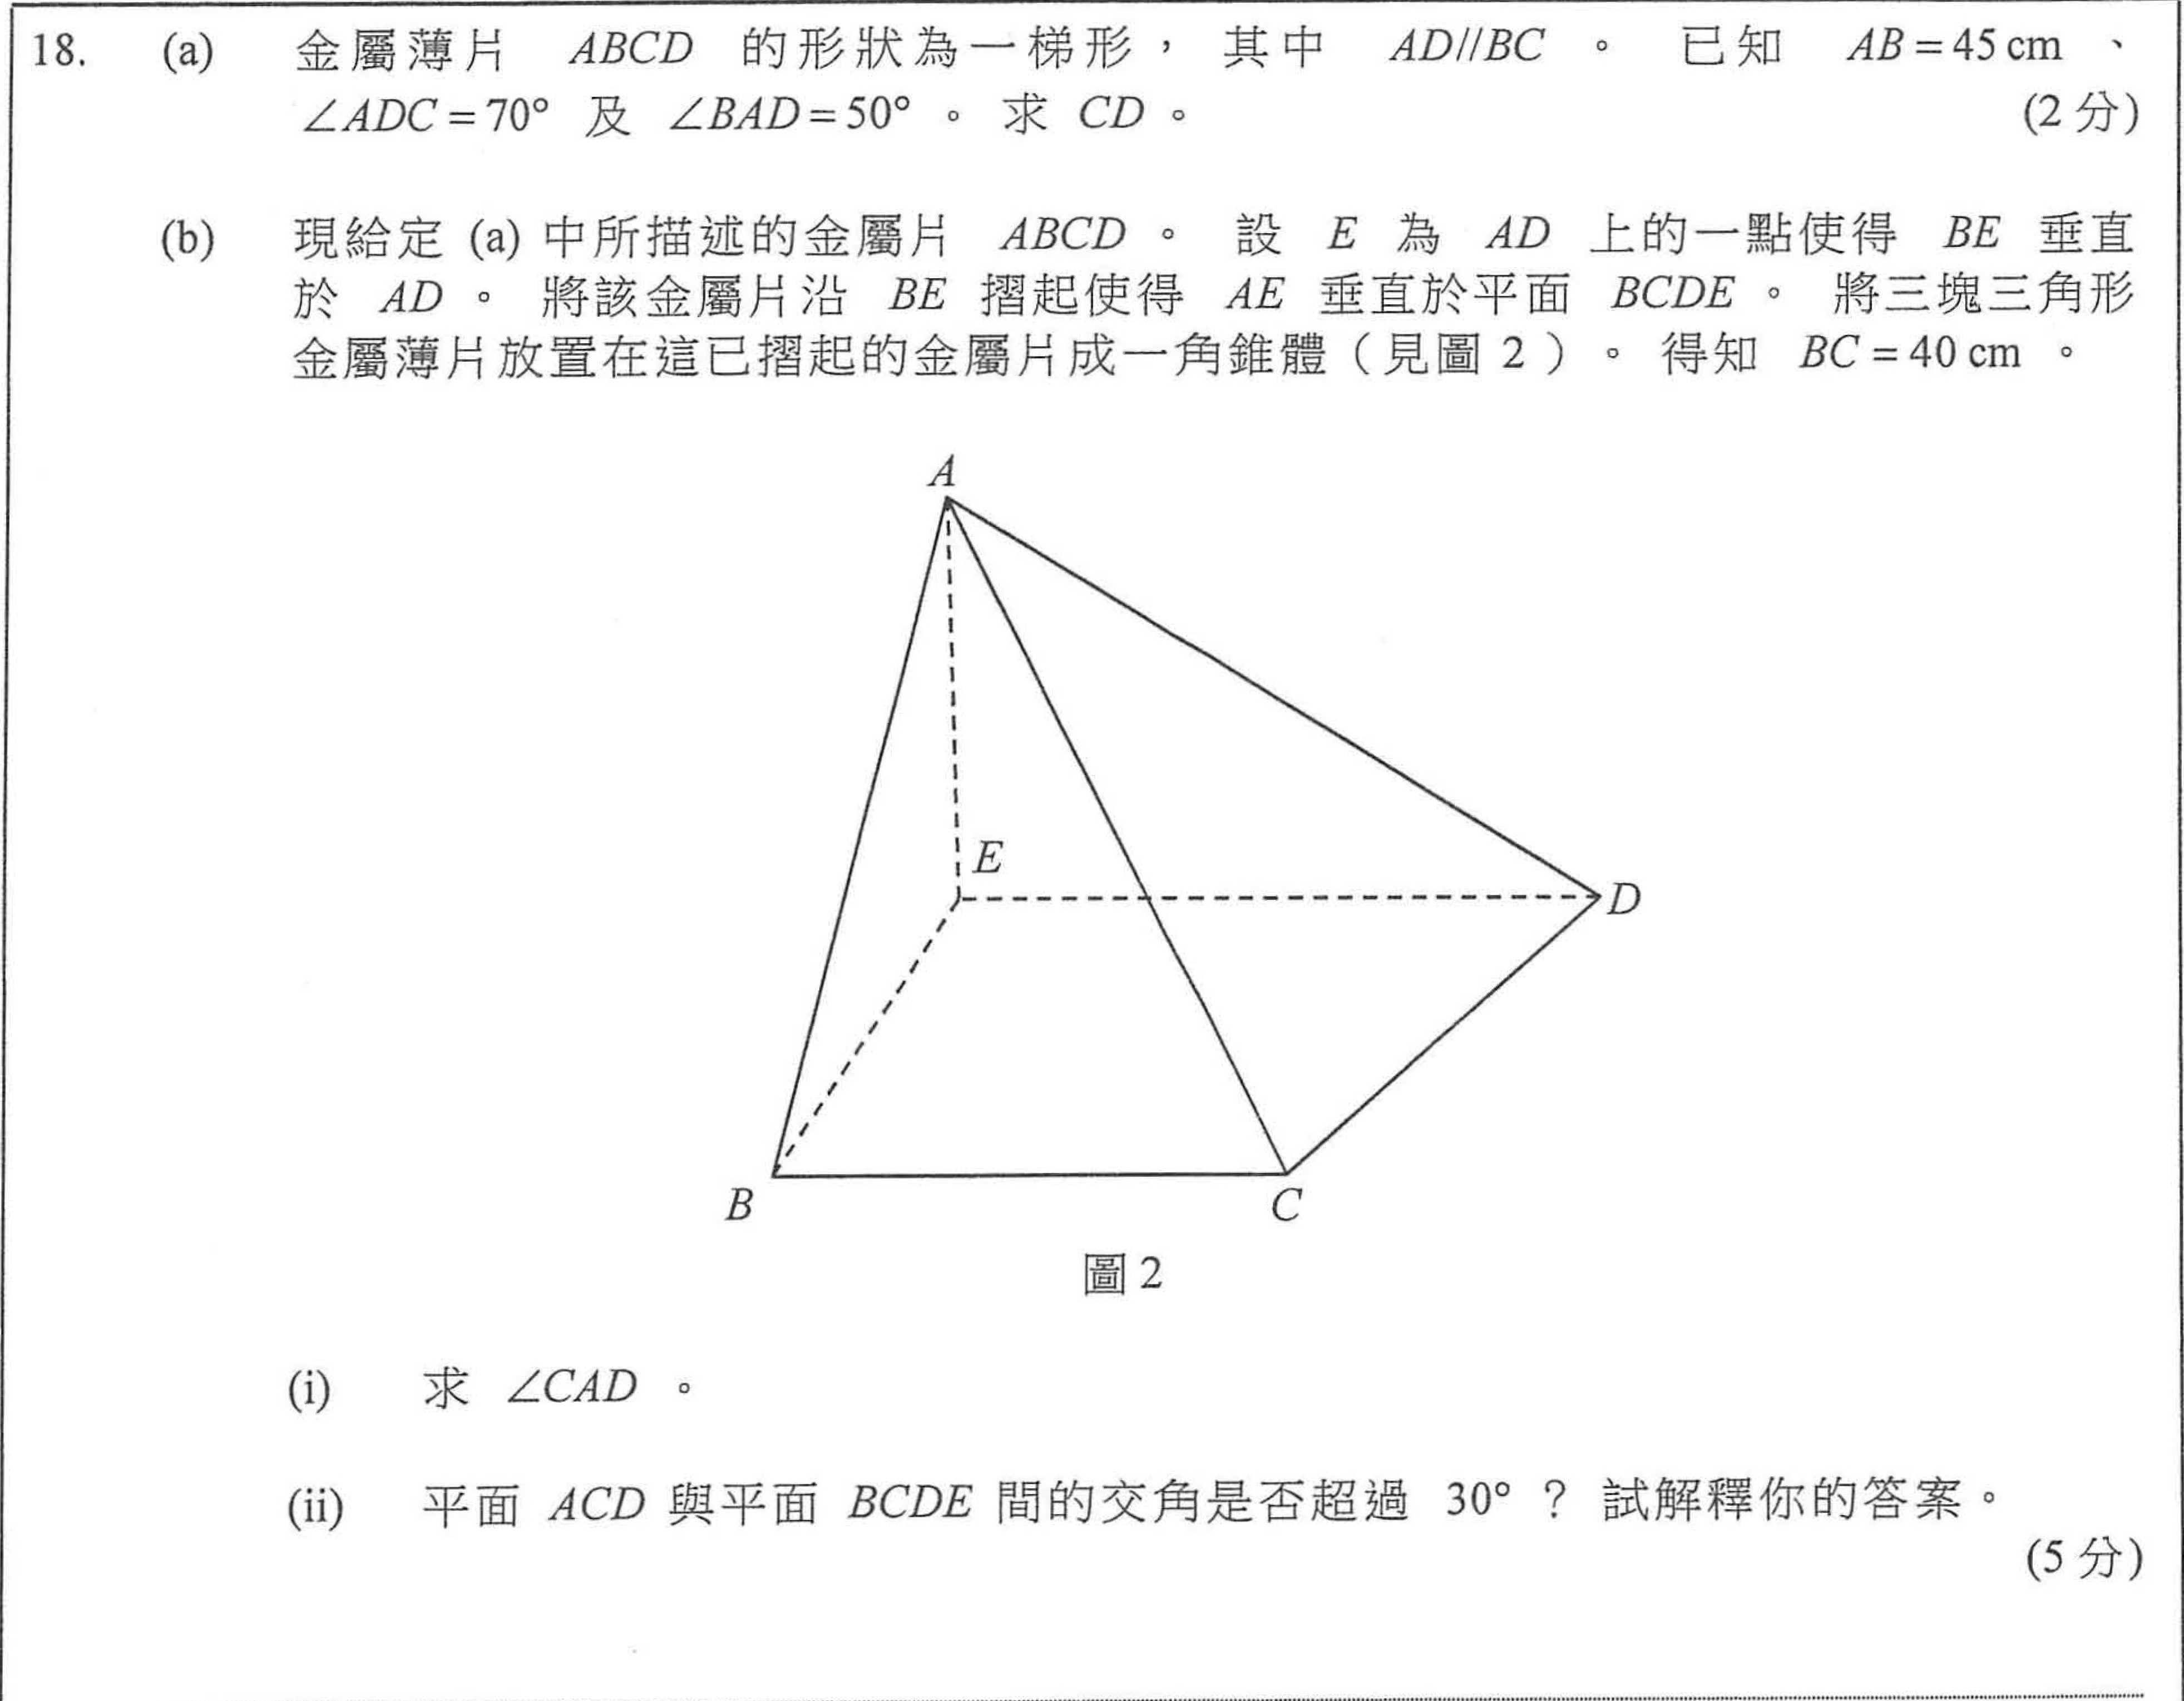 18. (a) 金屬薄片 ABCD 的形狀為一梯形，其中 AD//BC 。已知 AB = 45 cm 、
∠ADC = 70° 及 ∠BAD = 50° 。求 CD 。 (2 分)
(b) 現給定 (a) 中所描述的金屬片 ABCD 。設 E 為 AD 上的一點使得 BE 垂直
於 AD 。將該金屬片沿 BE 摺起使得 AE 垂直於平面 BCDE 。將三塊三角形
金屬薄片放置在這已摺起的金屬片成一角錐體（見圖 2 ）。得知 BC = 40 cm 。
A
E
D
B
C
圖 2
(i) 求 ∠CAD 。
(ii) 平面 ACD 與平面 BCDE 間的交角是否超過 30° ？試解釋你的答案。
(5 分)